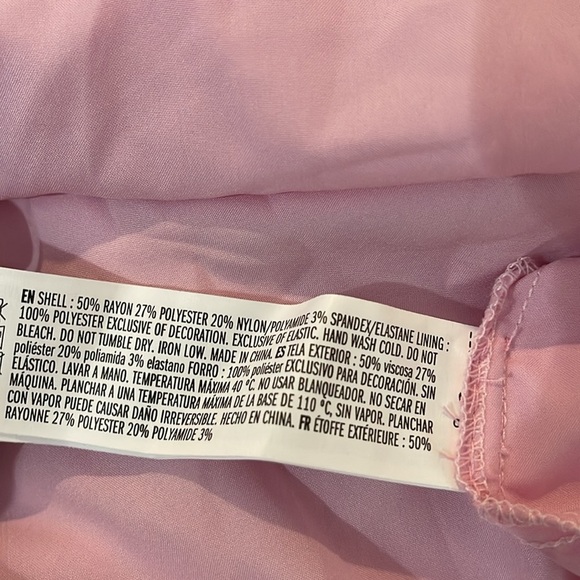 EN SHELL : 50% RAYON 27% POLYESTER 20% NYLON/POLYAMIDE 3% SPANDEX/ELASTANE LINING :
100% POLYESTER EXCLUSIVE OF DECORATION. EXCLUSIVE OF ELASTIC. HAND WASH COLD. DO NOT
BLEACH. DO NOT TUMBLE DRY. IRON LOW. MADE IN CHINA. ES TELA EXTERIOR : 50% viscosa 27%
poliéster 20% poliamida 3% elastano FORRO : 100% poliéster EXCLUSIVO PARA DECORACIÓN. SIN
ELÁSTICO. LAVAR A MANO. TEMPERATURA MÁXIMA 40 ºC. NO USAR BLANQUEADOR. NO SECAR EN
MÁQUINA. PLANCHAR A UNA TEMPERATURA MÁXIMA DE LA BASE DE 110 ºC, SIN VAPOR. PLANCHAR
CON VAPOR PUEDE CAUSAR DAÑO IRREVERSIBLE. HECHO EN CHINA. FR ÉTOFFE EXTÉRIEURE : 50%
RAYONNE 27% POLYESTER 20% POLYAMIDE 3%